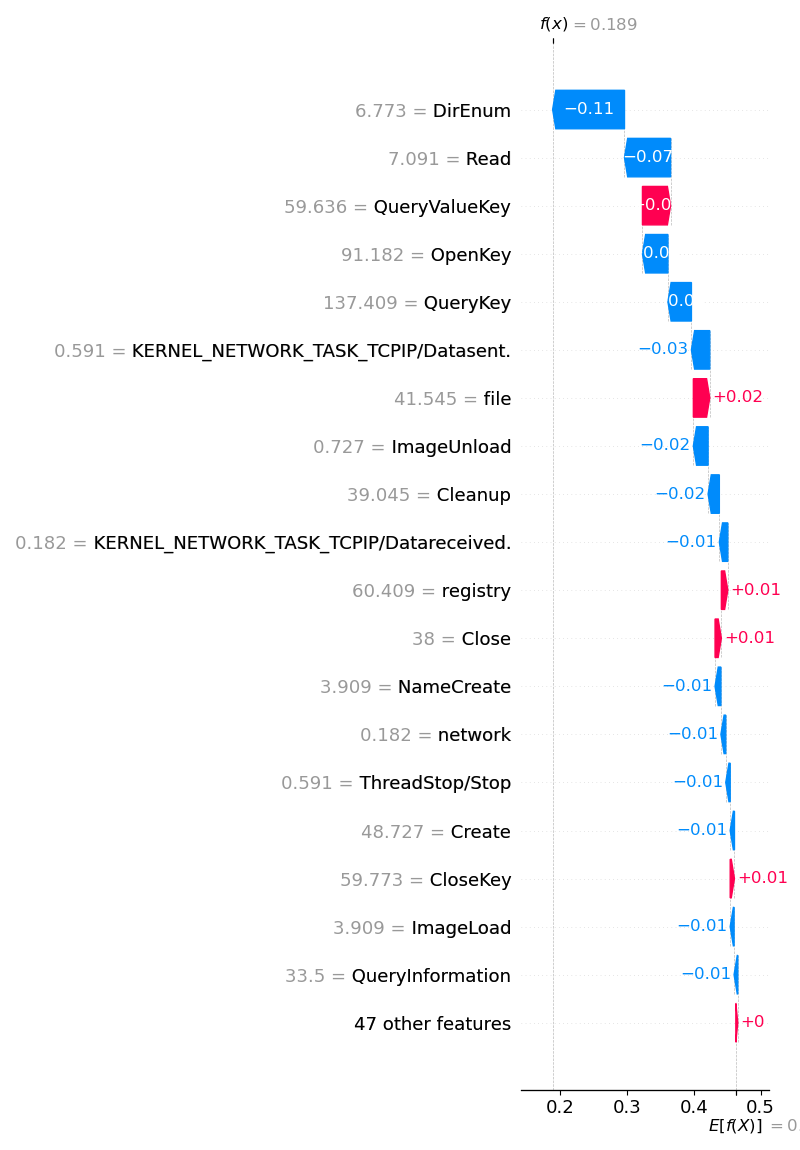 f(x) = 0.189
6.773 = DirEnum −0.11
7.091 = Read −0.07
59.636 = QueryValueKey
91.182 = OpenKey
137.409 = QueryKey
0.591 = KERNEL_NETWORK_TASK_TCPIP/Datasent. −0.03
41.545 = file +0.02
0.727 = ImageUnload −0.02
39.045 = Cleanup −0.02
0.182 = KERNEL_NETWORK_TASK_TCPIP/Datareceived. −0.01
60.409 = registry +0.01
38 = Close +0.01
3.909 = NameCreate −0.01
0.182 = network −0.01
0.591 = ThreadStop/Stop −0.01
48.727 = Create −0.01
59.773 = CloseKey +0.01
3.909 = ImageLoad −0.01
33.5 = QueryInformation −0.01
47 other features +0
0.2 0.3 0.4 0.5
E[f(X)] = 0.